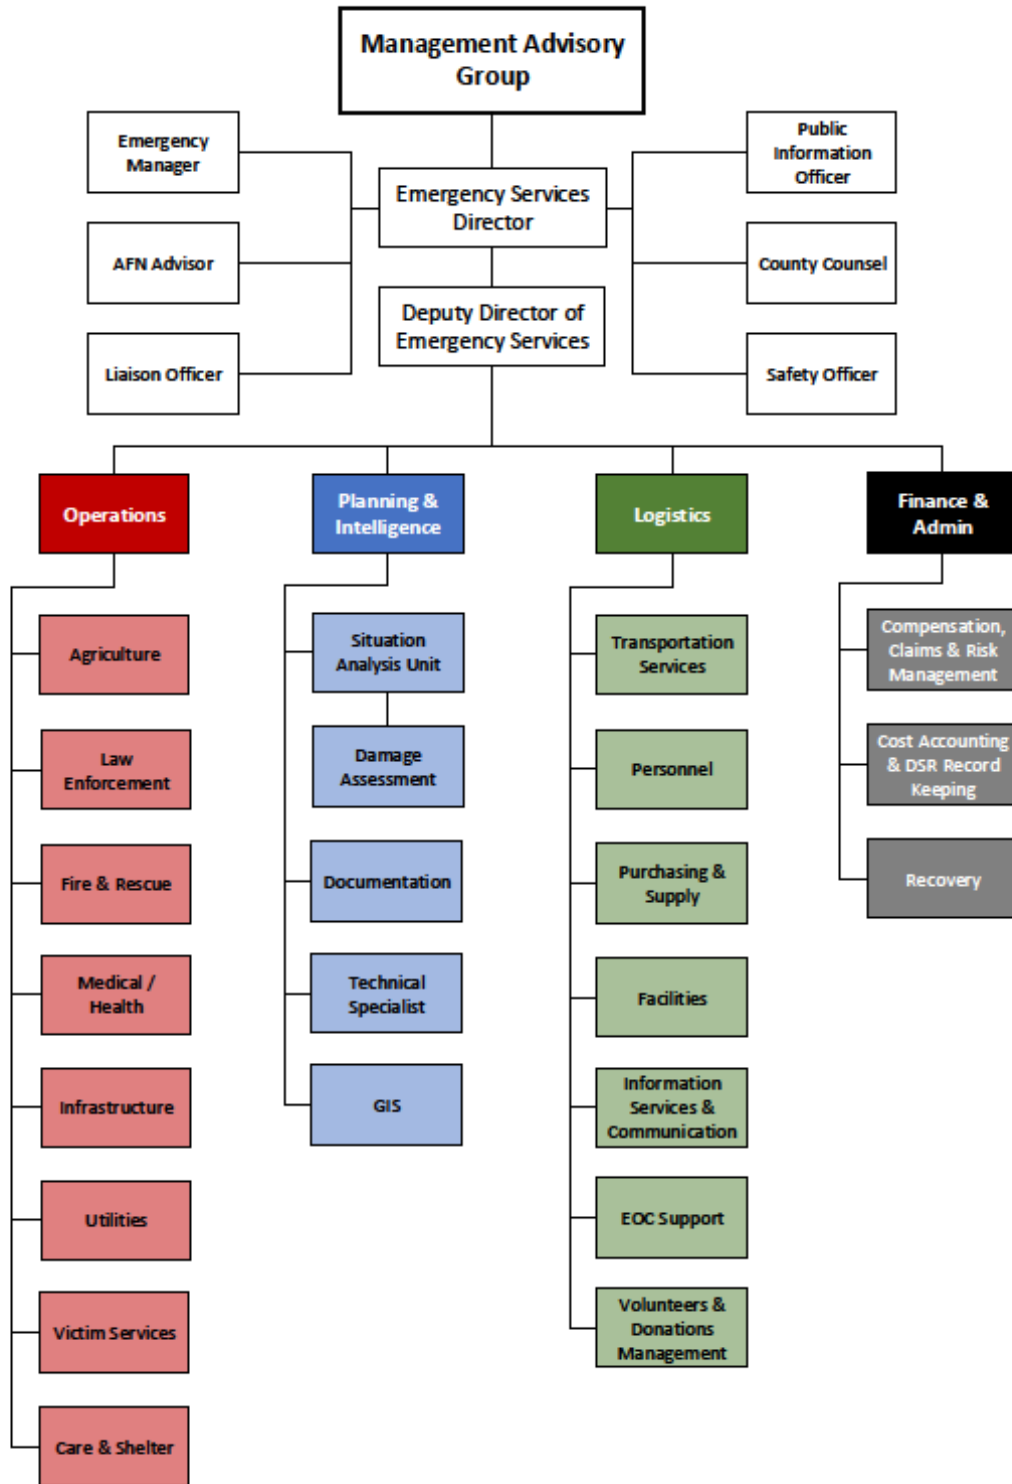 Management Advisory
Group
Emergency
Manager
Public
Information
Officer
Emergency Services
Director
AFN Advisor
County Counsel
Deputy Director of
Emergency Services
Liaison Officer
Safety Officer
Operations
Planning &
Intelligence
Logistics
Finance &
Admin
Agriculture
Law
Enforcement
Fire & Rescue
Medical /
Health
Infrastructure
Utilities
Victim Services
Care & Shelter
Situation
Analysis Unit
Damage
Assessment
Documentation
Technical
Specialist
GIS
Transportation
Services
Personnel
Purchasing &
Supply
Facilities
Information
Services &
Communication
EOC Support
Volunteers &
Donations
Management
Compensation,
Claims & Risk
Management
Cost Accounting
& DSR Record
Keeping
Recovery